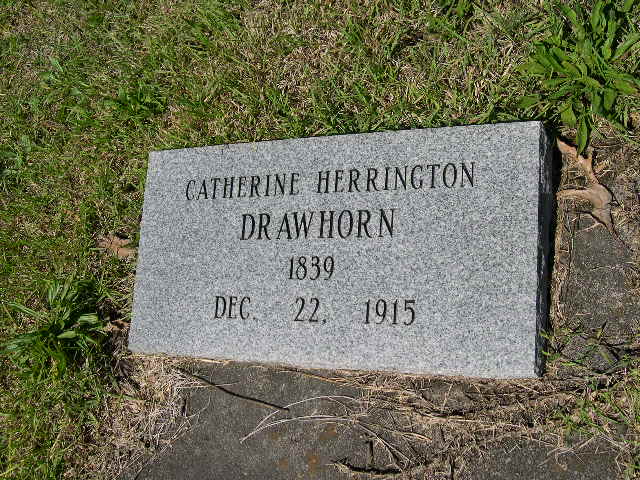 CATHERINE HERRINGTON
DRAWHORN
1839
DEC. 22, 1915